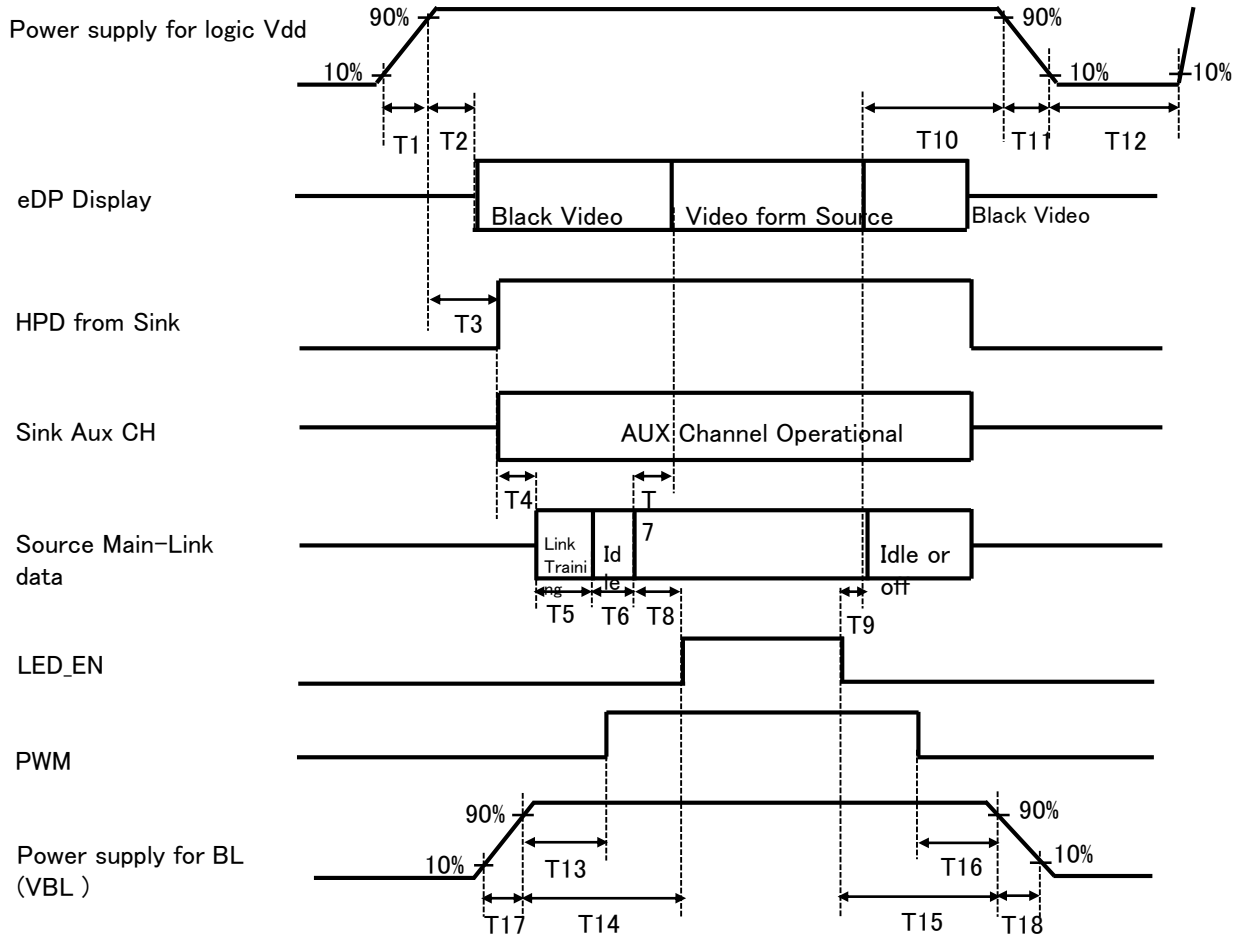 Power supply for logic Vdd
90%
90%
10%
10%
10%
T1
T2
T10
T11
T12
eDP Display
Black Video
Video form Source
Black Video
HPD from Sink
T3
Sink Aux CH
AUX Channel Operational
T4
T
7
Source Main-Link
data
Link
Traini
ng
Id
le
Idle or
off
T5
T6
T8
T9
LED_EN
PWM
90%
90%
Power supply for BL
(VBL )
10%
10%
T13
T16
T17
T14
T15
T18